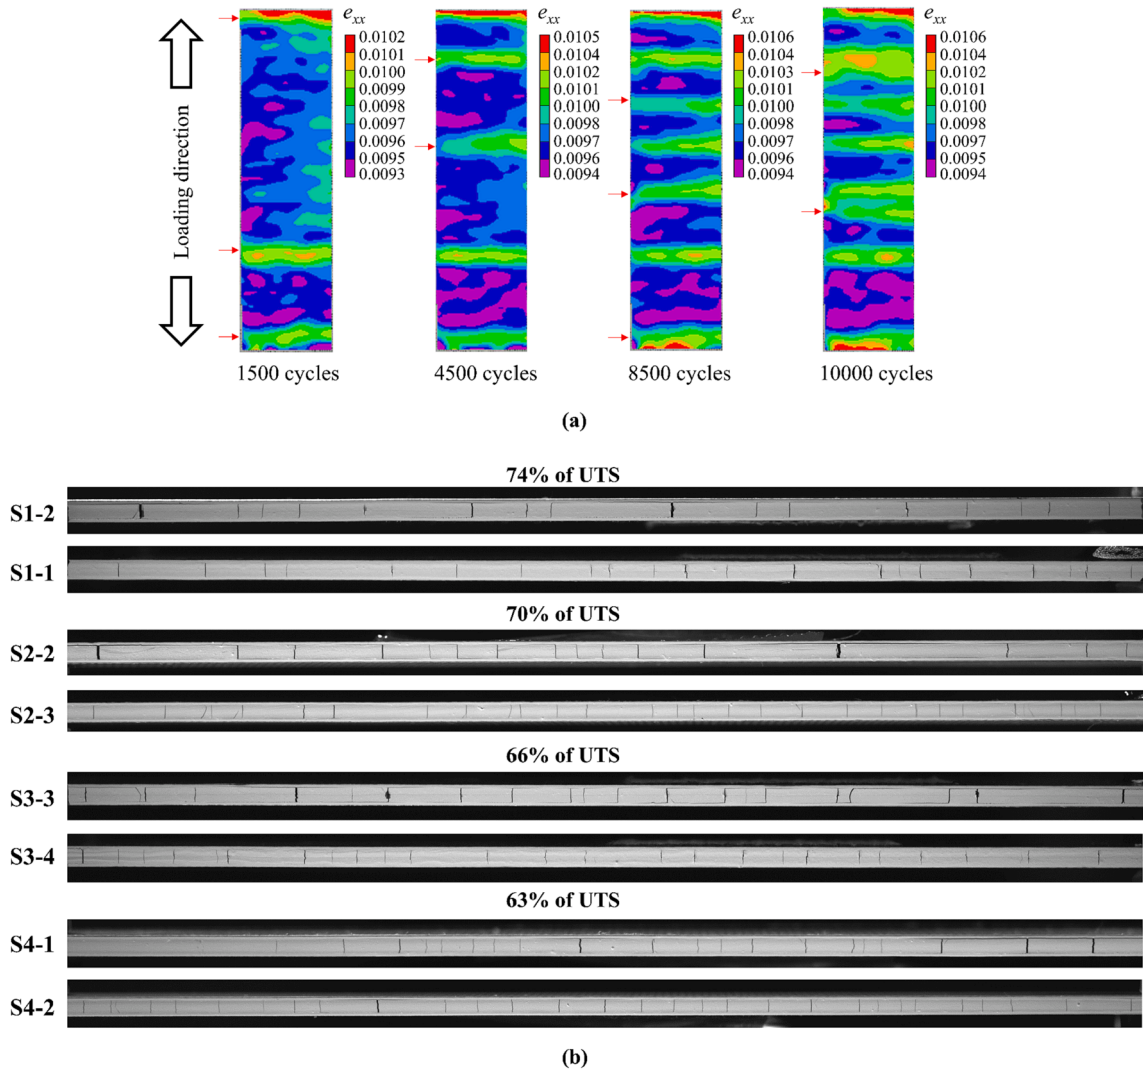 e_xx
0.0102
0.0101
0.0100
0.0099
0.0098
0.0097
0.0096
0.0095
0.0093
e_xx
0.0105
0.0104
0.0102
0.0101
0.0100
0.0098
0.0097
0.0096
0.0094
e_xx
0.0106
0.0104
0.0102
0.0101
0.0100
0.0098
0.0097
0.0096
0.0094
e_xx
0.0106
0.0104
0.0103
0.0102
0.0101
0.0100
0.0098
0.0097
0.0095
0.0094
Loading direction
1500 cycles
4500 cycles
8500 cycles
10000 cycles
(a)
74% of UTS
S1-2
S1-1
70% of UTS
S2-2
S2-3
66% of UTS
S3-3
S3-4
63% of UTS
S4-1
S4-2
(b)